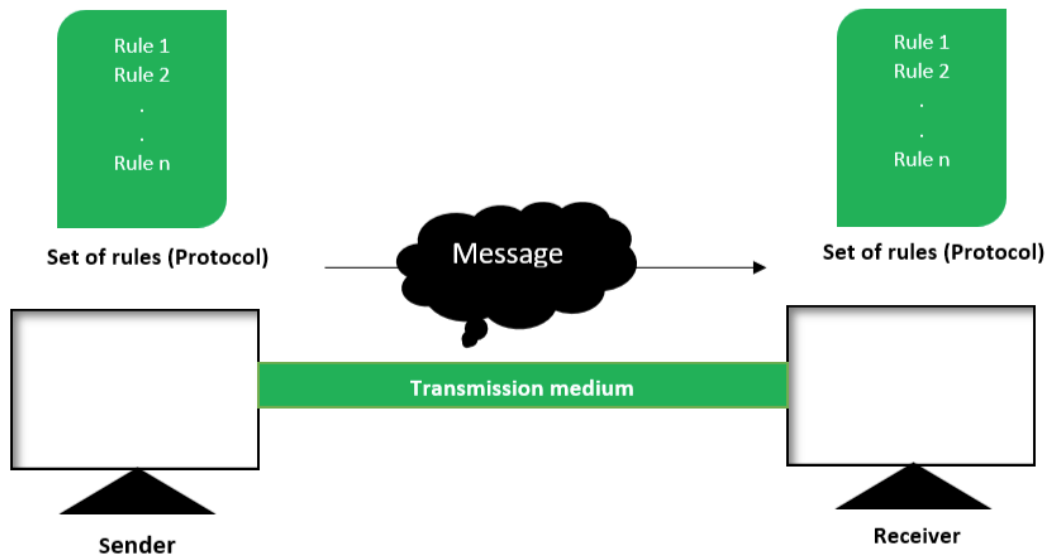 Rule 1
Rule 2
.
.
Rule n
Set of rules (Protocol)
Rule 1
Rule 2
.
.
Rule n
Set of rules (Protocol)
Message
Transmission medium
Sender
Receiver